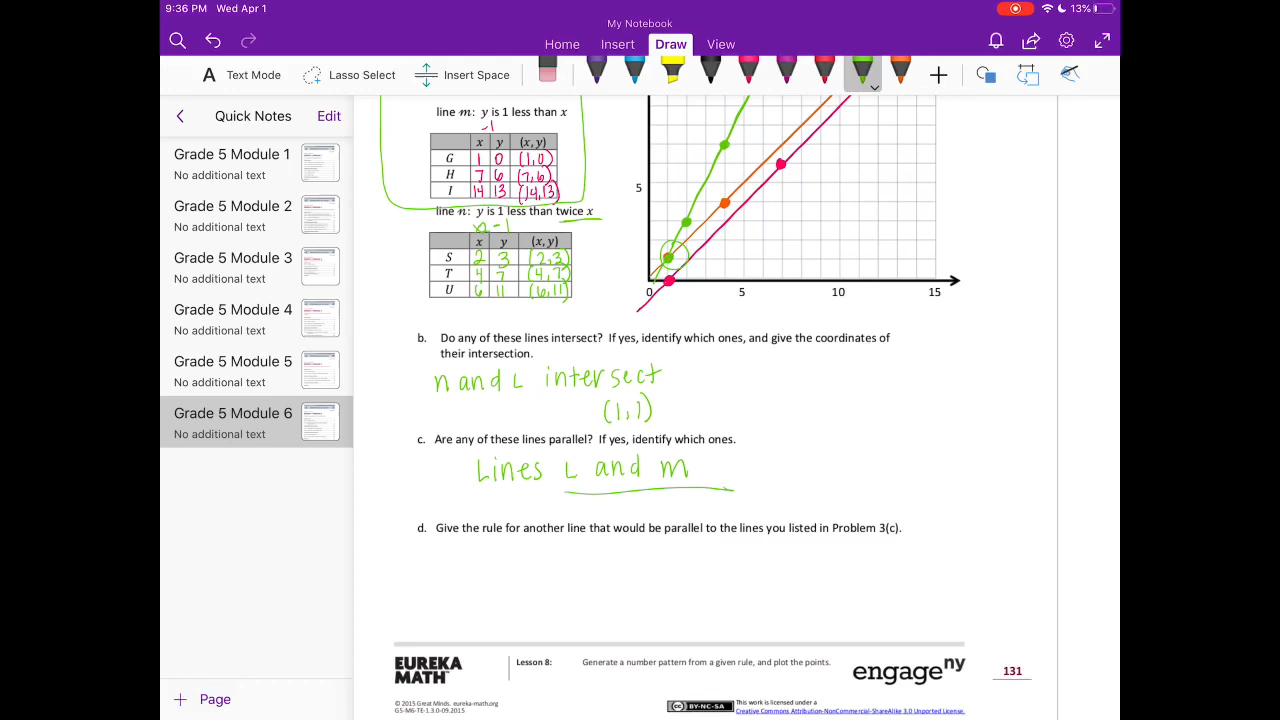 9:36 PM Wed Apr 1
13%
My Notebook
Home Insert Draw View
Text Mode Lasso Select Insert Space
Quick Notes Edit
Grade 5 Module 1
No additional text
Grade 5 Module 2
No additional text
Grade 5 Module 3
No additional text
Grade 5 Module 4
No additional text
Grade 5 Module 5
No additional text
Grade 5 Module 6
No additional text
Page
line m: y is 1 less than x
-1
x y (x, y)
G 1 0 (1,0)
H 7 6 (7,6)
I 14 13 (14,13)
line n: y is 1 less than twice x
x2 -1
x y (x, y)
S 2 3 (2,3)
T 4 7 (4,7)
U 6 11 (6,11)
5
0 5 10 15
b. Do any of these lines intersect? If yes, identify which ones, and give the coordinates of
their intersection.
n and L intersect
(1,1)
c. Are any of these lines parallel? If yes, identify which ones.
Lines L and m
d. Give the rule for another line that would be parallel to the lines you listed in Problem 3(c).
EUREKA
MATH™
Lesson 8: Generate a number pattern from a given rule, and plot the points.
engage ny
131
© 2015 Great Minds. eureka-math.org
G5-M6-TE-1.3.0-09.2015
CC BY-NC-SA
This work is licensed under a
Creative Commons Attribution-NonCommercial-ShareAlike 3.0 Unported License.